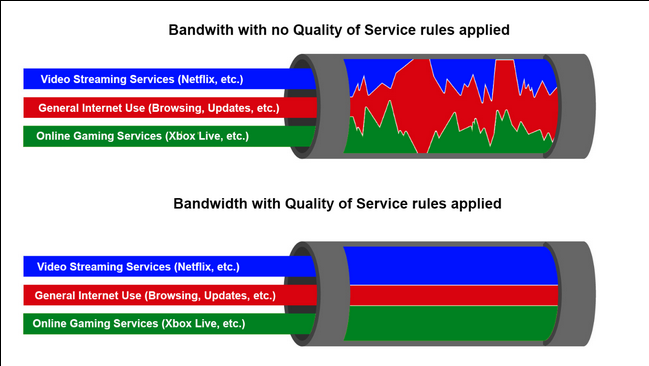 Bandwith with no Quality of Service rules applied
Video Streaming Services (Netflix, etc.)
General Internet Use (Browsing, Updates, etc.)
Online Gaming Services (Xbox Live, etc.)
Bandwidth with Quality of Service rules applied
Video Streaming Services (Netflix, etc.)
General Internet Use (Browsing, Updates, etc.)
Online Gaming Services (Xbox Live, etc.)